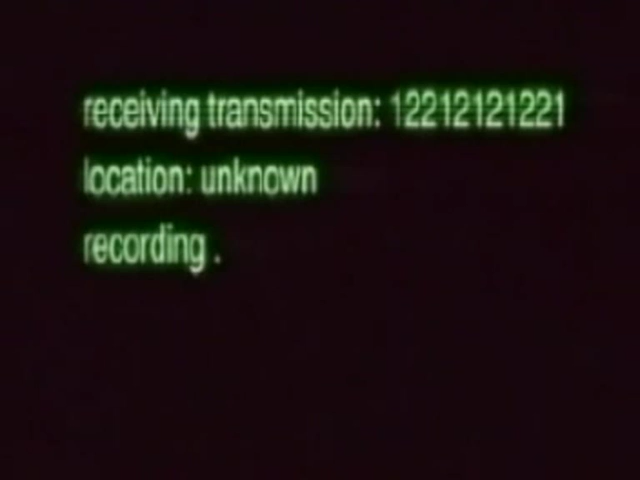 receiving transmission: 12212121221
location: unknown
recording .